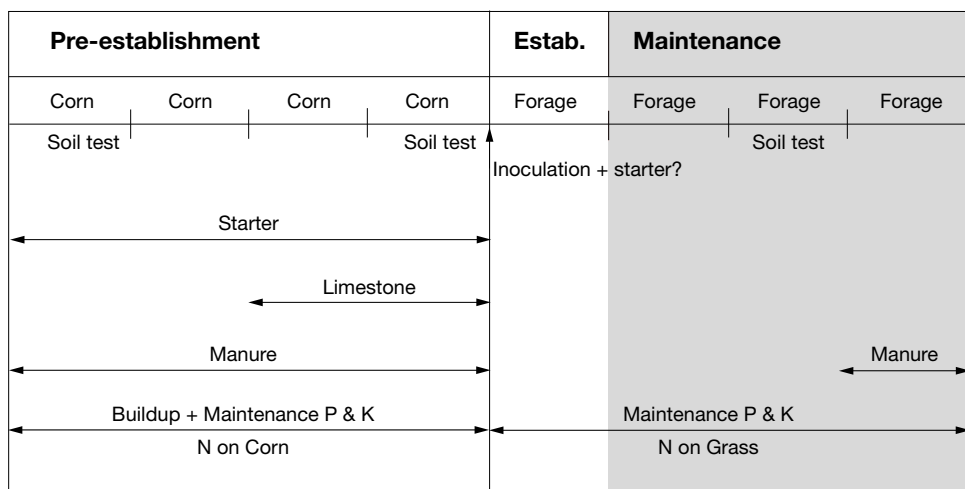 Pre-establishment Estab. Maintenance
Corn Corn Corn Corn Forage Forage Forage Forage
Soil test Soil test Soil test
Inoculation + starter?
Starter
Limestone
Manure Manure
Buildup + Maintenance P & K Maintenance P & K
N on Corn N on Grass